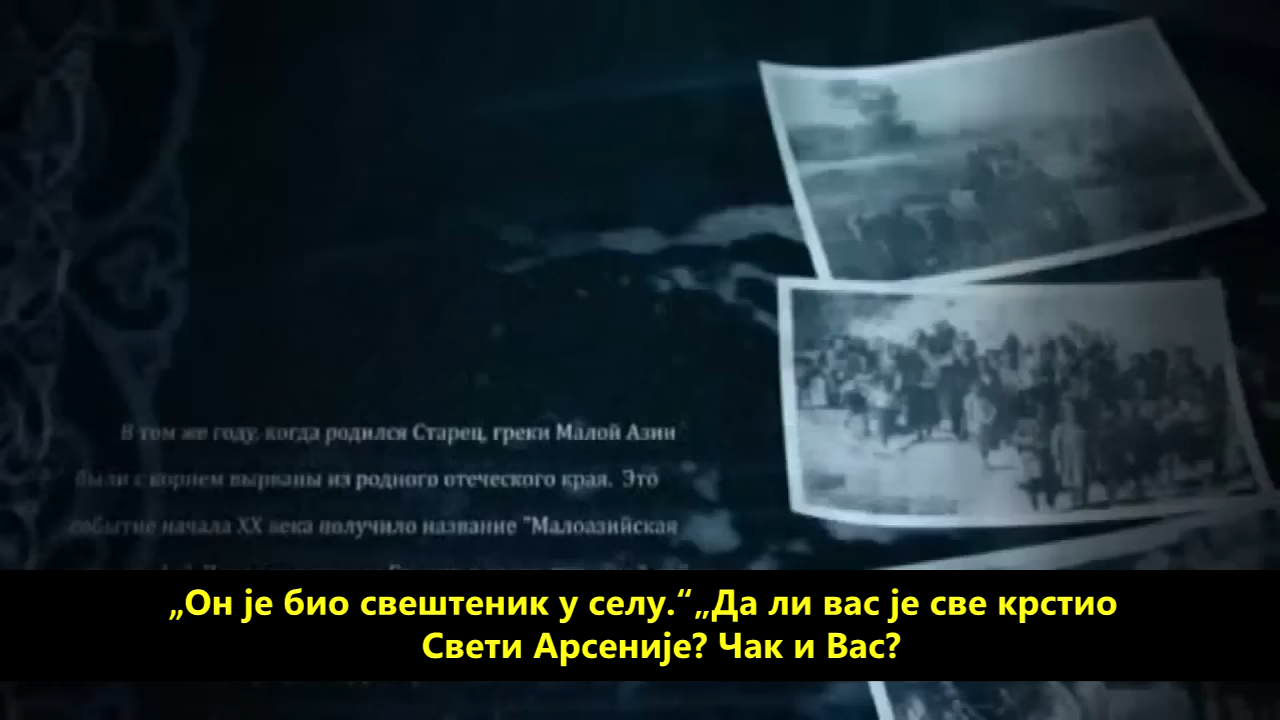 В том же году, когда родился Старец, греки Малой Азии
были с корнем вырваны из родного отеческого края. Это
событие начала XX века получило название "Малоазийская
„Он је био свештеник у селу.“„Да ли вас је све крстио
Свети Арсеније? Чак и Вас?